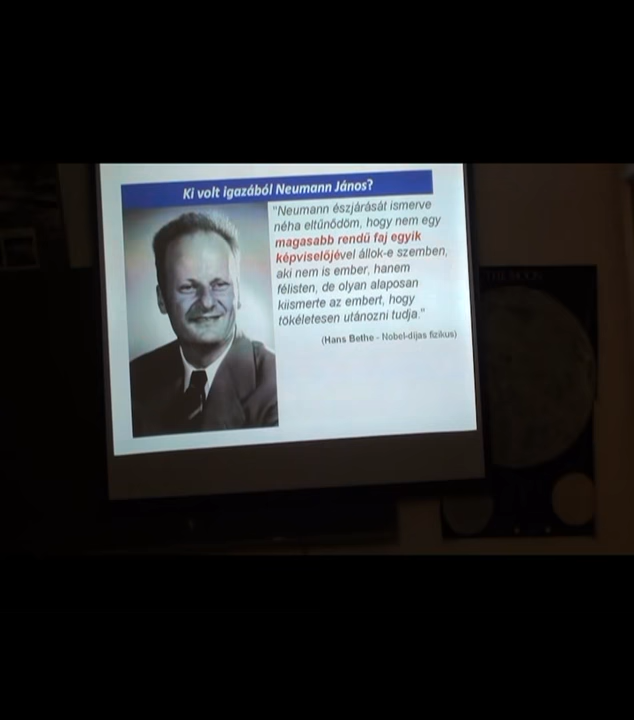 Ki volt igazából Neumann János?
"Neumann észjárását ismerve
néha eltűnődöm, hogy nem egy
magasabb rendű faj egyik
képviselőjével állok-e szemben,
aki nem is ember, hanem
félisten, de olyan alaposan
kiismerte az embert, hogy
tökéletesen utánozni tudja."
(Hans Bethe - Nobel-díjas fizikus)
THE MOON